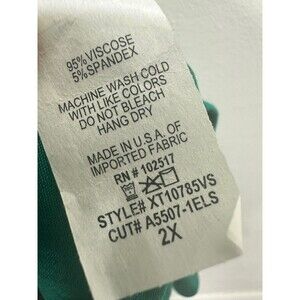 95% VISCOSE
5% SPANDEX
MACHINE WASH COLD
WITH LIKE COLORS
DO NOT BLEACH
HANG DRY
MADE IN U.S.A. OF
IMPORTED FABRIC
RN # 102517
STYLE# XT10785VS
CUT# A5507-1ELS
2X